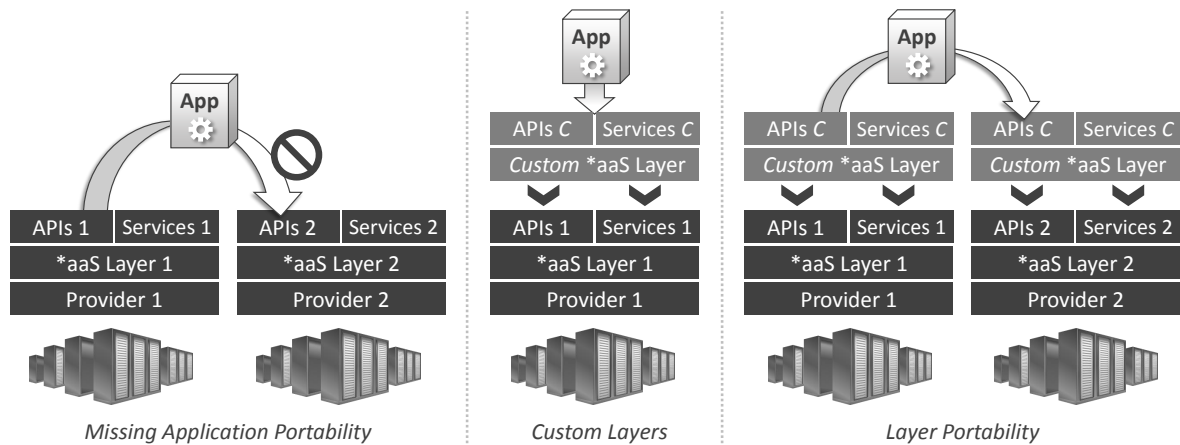 App
APIs 1 Services 1 APIs 2 Services 2
*aaS Layer 1 *aaS Layer 2
Provider 1 Provider 2
Missing Application Portability
App
APIs C Services C
Custom *aaS Layer
APIs 1 Services 1
*aaS Layer 1
Provider 1
Custom Layers
App
APIs C Services C APIs C Services C
Custom *aaS Layer Custom *aaS Layer
APIs 1 Services 1 APIs 2 Services 2
*aaS Layer 1 *aaS Layer 2
Provider 1 Provider 2
Layer Portability